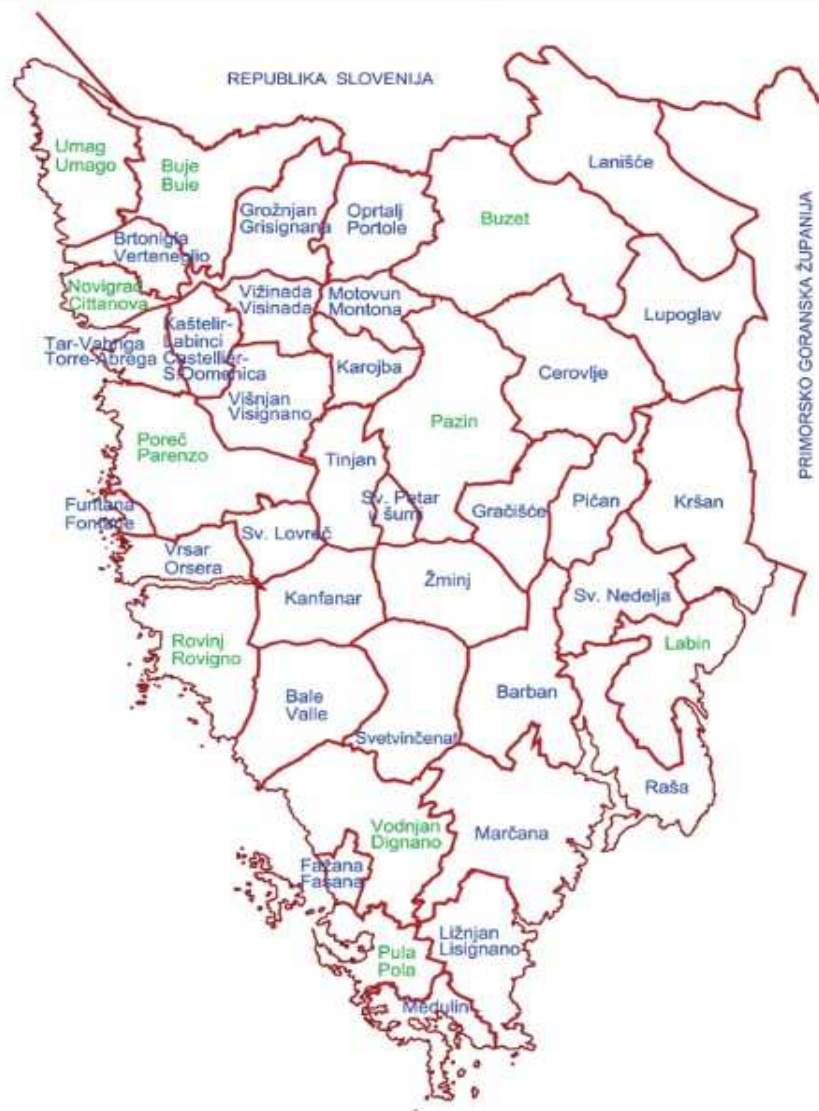 REPUBLIKA SLOVENIJA
PRIMORSKO GORANSKA ŽUPANIJA
Umag
Umago
Buje
Buie
Grožnjan
Grisignana
Oprtalj
Portole
Buzet
Lanišće
Brtonigla
Verteneglio
Novigrad
Cittanova
Tar-Vabriga
Torre-Abrega
Kaštelir-
Labinci
Castellier-
S.Domenica
Vižinada
Visinada
Motovun
Montona
Lupoglav
Karojba
Cerovlje
Višnjan
Visignano
Pazin
Poreč
Parenzo
Tinjan
Sv. Petar
u šumi
Gračišće
Pićan
Kršan
Funtana
Fontane
Sv. Lovreč
Vrsar
Orsera
Kanfanar
Žminj
Sv. Nedelja
Rovinj
Rovigno
Labin
Bale
Valle
Svetvinčenat
Barban
Raša
Vodnjan
Dignano
Marčana
Fažana
Fasana
Ližnjan
Lisignano
Pula
Pola
Medulin